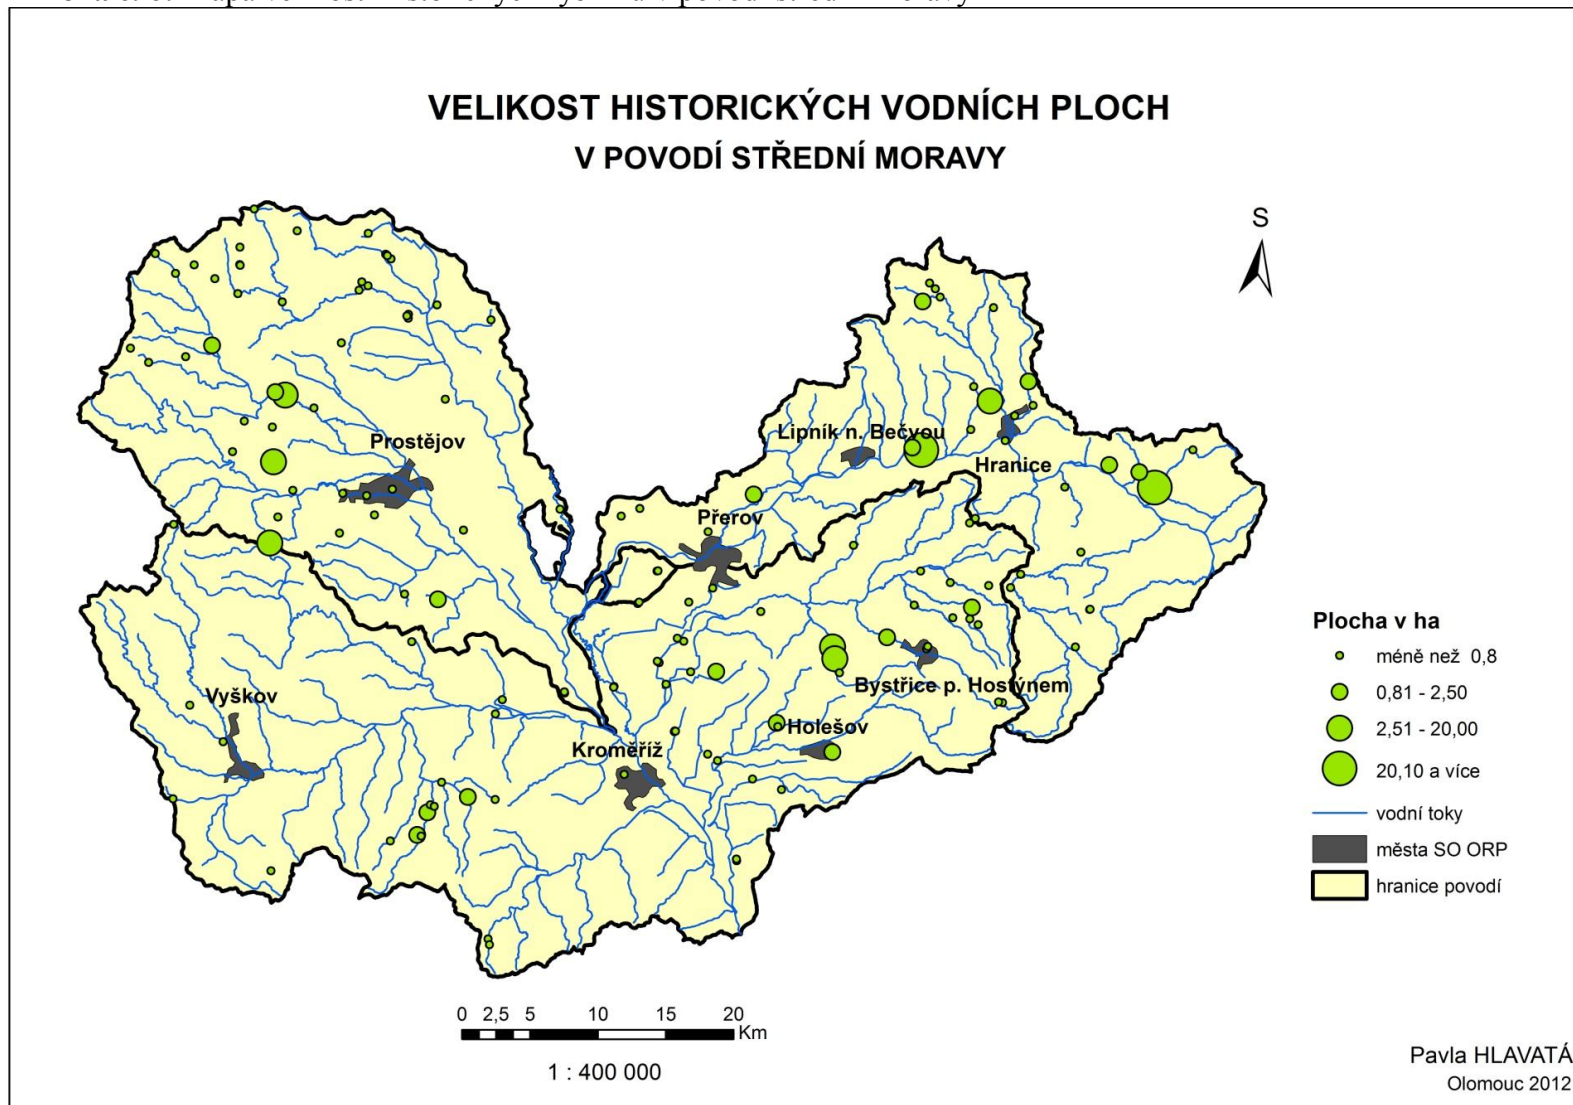 VELIKOST HISTORICKÝCH VODNÍCH PLOCH
V POVODÍ STŘEDNÍ MORAVY
S
Prostějov
Lipník n. Bečvou
Hranice
Přerov
Bystřice p. Hostýnem
Vyškov
Holešov
Kroměříž
Plocha v ha
méně než 0,8
0,81 - 2,50
2,51 - 20,00
20,10 a více
vodní toky
města SO ORP
hranice povodí
0 2,5 5 10 15 20
Km
1 : 400 000
Pavla HLAVATÁ
Olomouc 2012